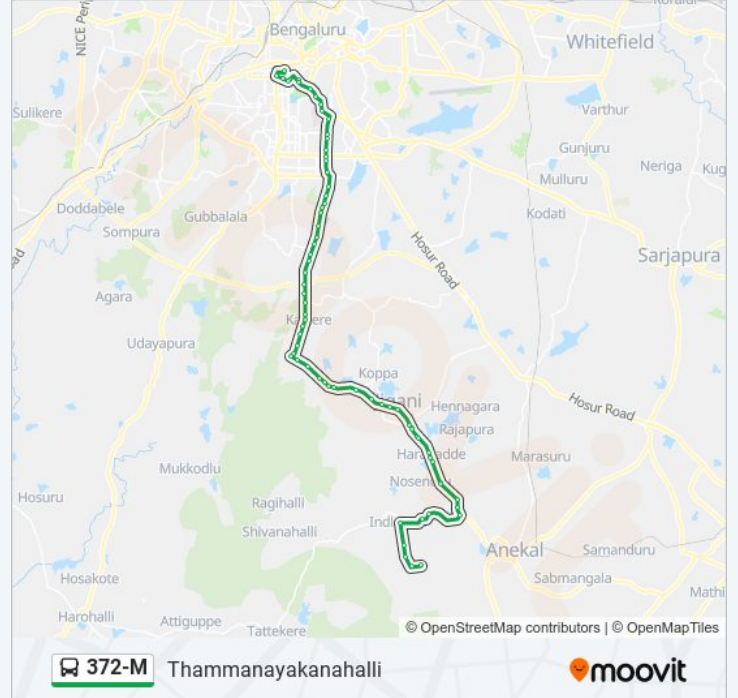 Bengaluru
Whitefield
NICE Peri
Sulikere
Varthur
Gunjuru
Neriga
Kug
Mulluru
Doddabele
Gubbalala
Kodatl
Sompura
Hosur Road
Sarjapura
ad
Agara
Udayapura
Koppa
Hennagara
Hosur Road
Rajapura
Marasuru
Mukkodlu
Hosuru
Ragihalli
Shivanahalli
Anekal
Samanduru
Sabmangala
Hosakote
Mathi
Harohalli
Attiguppe
Tattekere
© OpenStreetMap contributors | © OpenMapTiles
372-M Thammanayakanahalli
moovit